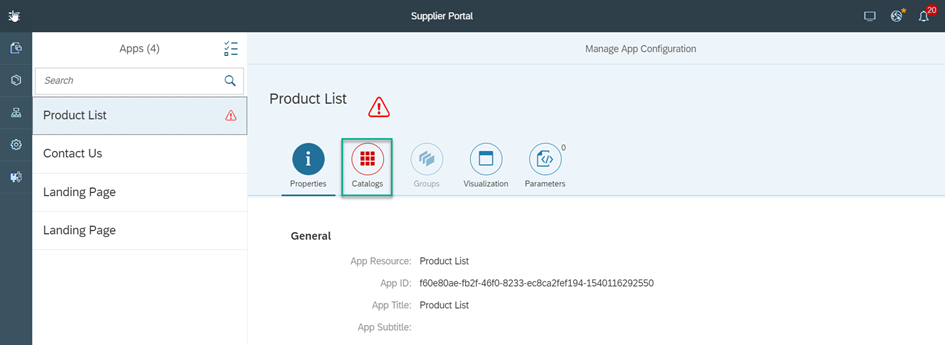 Supplier Portal
20
Apps (4)
Manage App Configuration
Search
Product List
Contact Us
Landing Page
Landing Page
Product List
0
Properties
Catalogs
Groups
Visualization
Parameters
General
App Resource: Product List
App ID: f60e80ae-fb2f-46f0-8233-ec8ca2fef194-1540116292550
App Title: Product List
App Subtitle: